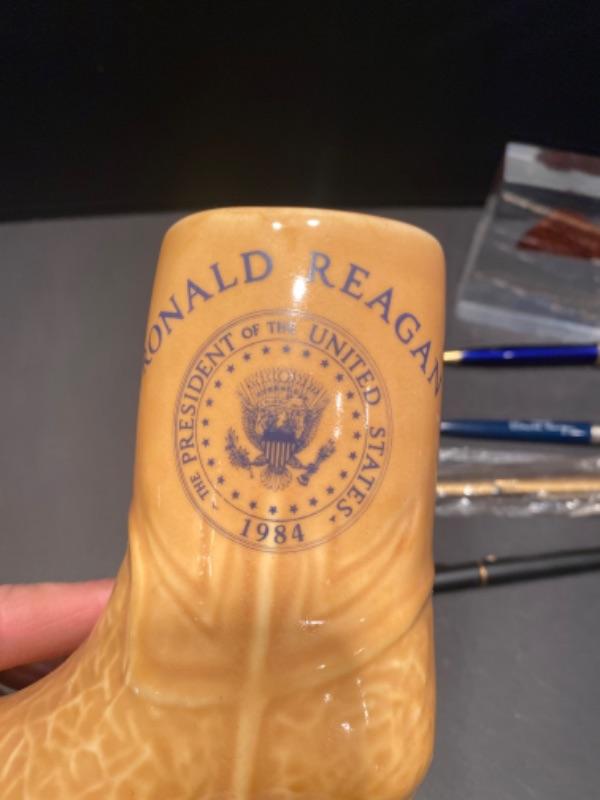 RONALD REAGAN
THE PRESIDENT OF THE UNITED STATES
1984